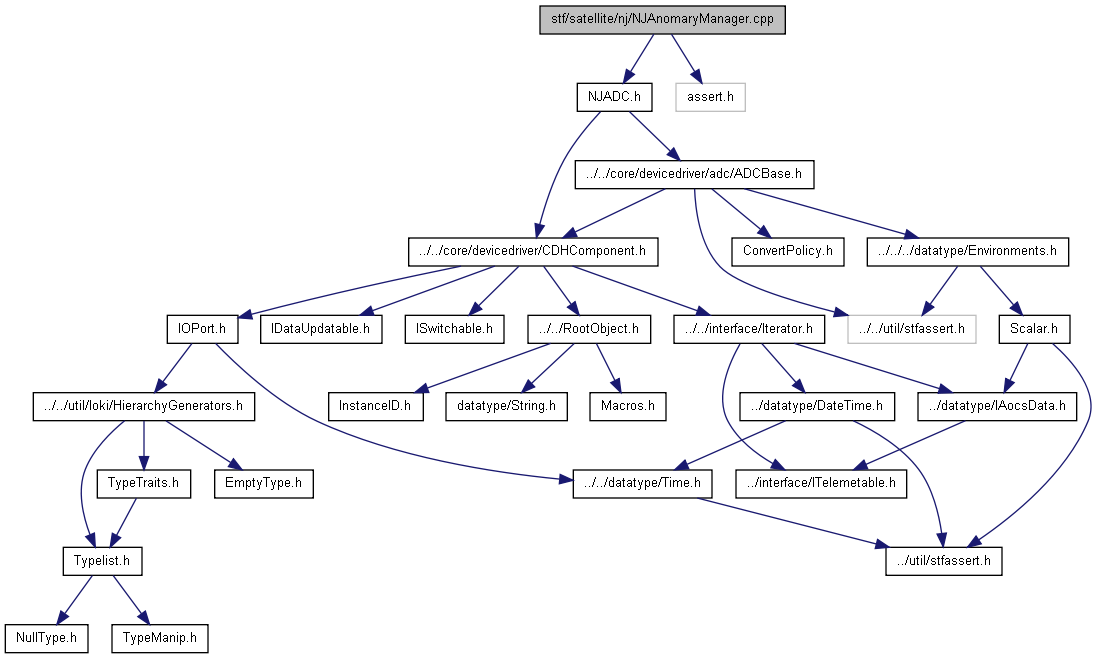 stf/satellite/nj/NJAnomaryManager.cpp
NJADC.h
assert.h
../../core/devicedriver/adc/ADCBase.h
../../core/devicedriver/CDHComponent.h
ConvertPolicy.h
../../../datatype/Environments.h
IOPort.h
IDataUpdatable.h
ISwitchable.h
../../RootObject.h
../../interface/Iterator.h
../../util/stfassert.h
Scalar.h
../../util/loki/HierarchyGenerators.h
InstanceID.h
datatype/String.h
Macros.h
../datatype/DateTime.h
../datatype/IAocsData.h
TypeTraits.h
EmptyType.h
../../datatype/Time.h
../interface/ITelemetable.h
Typelist.h
../util/stfassert.h
NullType.h
TypeManip.h